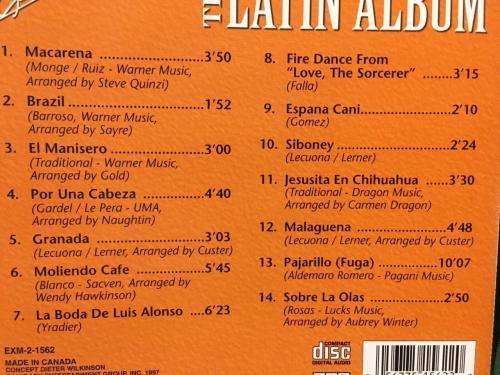 THE LATIN ALBUM
1. Macarena ....................3'50
(Monge / Ruiz - Warner Music,
Arranged by Steve Quinzi)
2. Brazil ..........................1'52
(Barroso, Warner Music,
Arranged by Sayre)
3. El Manisero .................3'00
(Traditional - Warner Music,
Arranged by Gold)
4. Por Una Cabeza ..............4'40
(Gardel / Le Pera - UMA,
Arranged by Naughtin)
5. Granada ......................3'03
(Lecuona / Lerner, Arranged by Custer)
6. Moliendo Cafe ................5'45
(Blanco - Sacven, Arranged by
Wendy Hawkinson)
7. La Boda De Luis Alonso ....6'23
(Yradier)
8. Fire Dance From
"Love, The Sorcerer" ........3'15
(Falla)
9. Espana Cani...................2'10
(Gomez)
10. Siboney ......................2'24
(Lecuona / Lerner)
11. Jesusita En Chihuahua .....3'30
(Traditional - Dragon Music,
Arranged by Carmen Dragon)
12. Malaguena ...................4'48
(Lecuona / Lerner, Arranged by Custer)
13. Pajarillo (Fuga) ............10'07
(Aldemaro Romero - Pagani Music)
14. Sobre La Olas ................2'50
(Rosas - Lucks Music,
Arranged by Aubrey Winter)
EXM-2-1562
MADE IN CANADA
CONCEPT DIETER WILKINSON
ENTERTAINMENT GROUP INC. 1997
COMPACT
disc
DIGITAL AUDIO